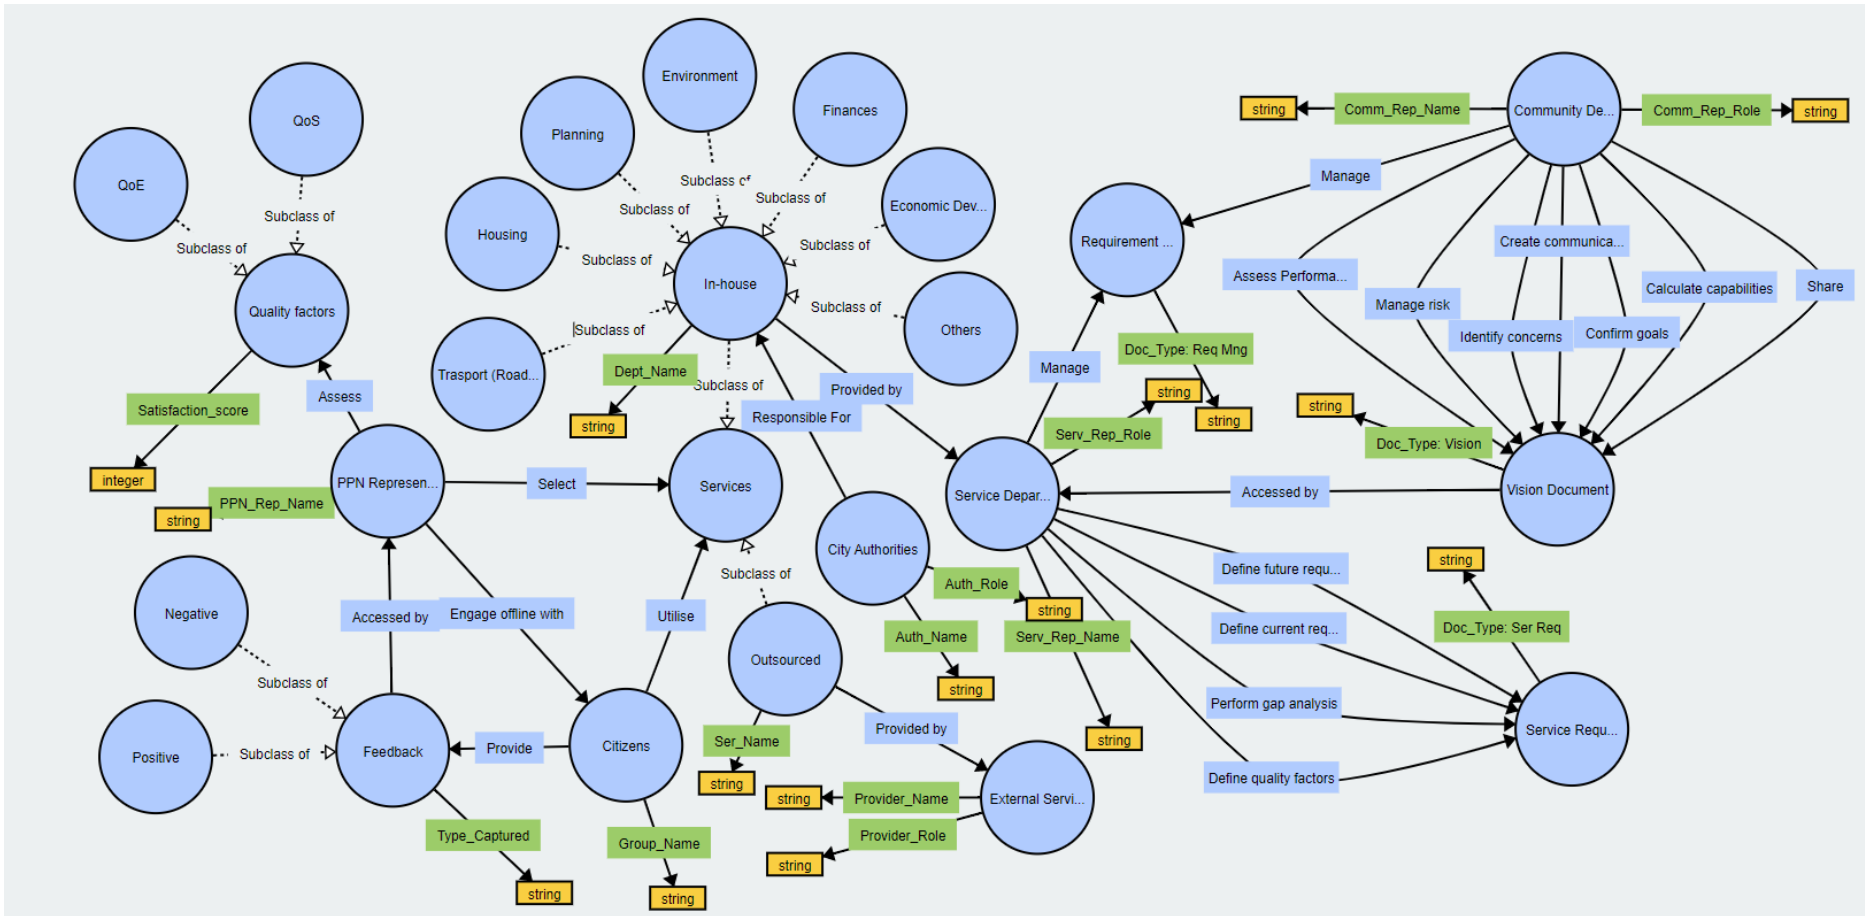 Environment
Finances
QoS
Planning
QoE
Housing
Economic Dev...
Others
Trasport (Road...
In-house
Subclass of
Subclass of
Subclass of
Subclass of
Subclass of
Subclass of
Subclass of
Subclass of
Subclass of
Subclass of
Quality factors
Satisfaction_score
integer
Assess
PPN Represen...
PPN_Rep_Name
string
Select
Services
Dept_Name
string
Responsible For
Provided by
Accessed by
Engage offline with
Utilise
Subclass of
Negative
Subclass of
Positive
Subclass of
Feedback
Provide
Citizens
Type_Captured
string
Group_Name
string
Outsourced
Ser_Name
string
Provided by
External Servi...
Provider_Name
string
Provider_Role
string
City Authorities
Auth_Role
string
Auth_Name
string
Serv_Rep_Name
string
Service Depar...
Serv_Rep_Role
string
Manage
Requirement ...
Doc_Type: Req Mng
string
Manage
Community De...
Comm_Rep_Name
string
Comm_Rep_Role
string
Assess Performa...
Manage risk
Create communica...
Identify concerns
Confirm goals
Calculate capabilities
Share
Vision Document
Doc_Type: Vision
string
Accessed by
Define future requ...
Define current req...
Perform gap analysis
Define quality factors
Service Requ...
Doc_Type: Ser Req
string